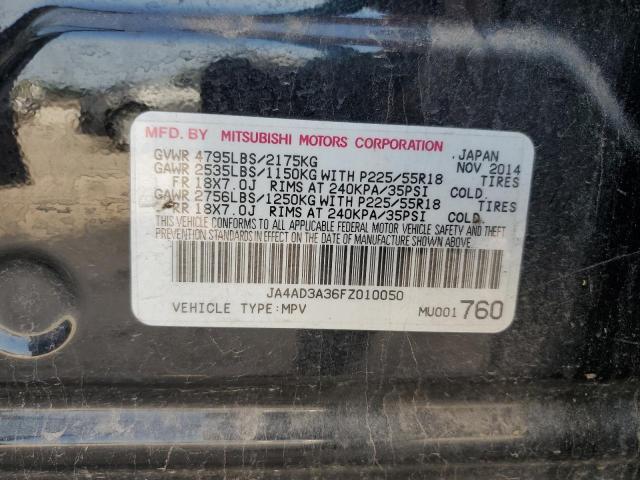 MFD. BY MITSUBISHI MOTORS CORPORATION
GVWR 4795LBS/2175KG JAPAN NOV 2014
GAWR 2535LBS/1150KG WITH P225/55R18 TIRES
FR 18X7.0J RIMS AT 240KPA/35PSI COLD
GAWR 2756LBS/1250KG WITH P225/55R18 TIRES
RR 18X7.0J RIMS AT 240KPA/35PSI COLD
THIS VEHICLE CONFORMS TO ALL APPLICABLE FEDERAL MOTOR VEHICLE SAFETY AND THEFT
PREVENTION STANDARDS IN EFFECT ON THE DATE OF MANUFACTURE SHOWN ABOVE.
JA4AD3A36FZ010050
VEHICLE TYPE:MPV MU001760